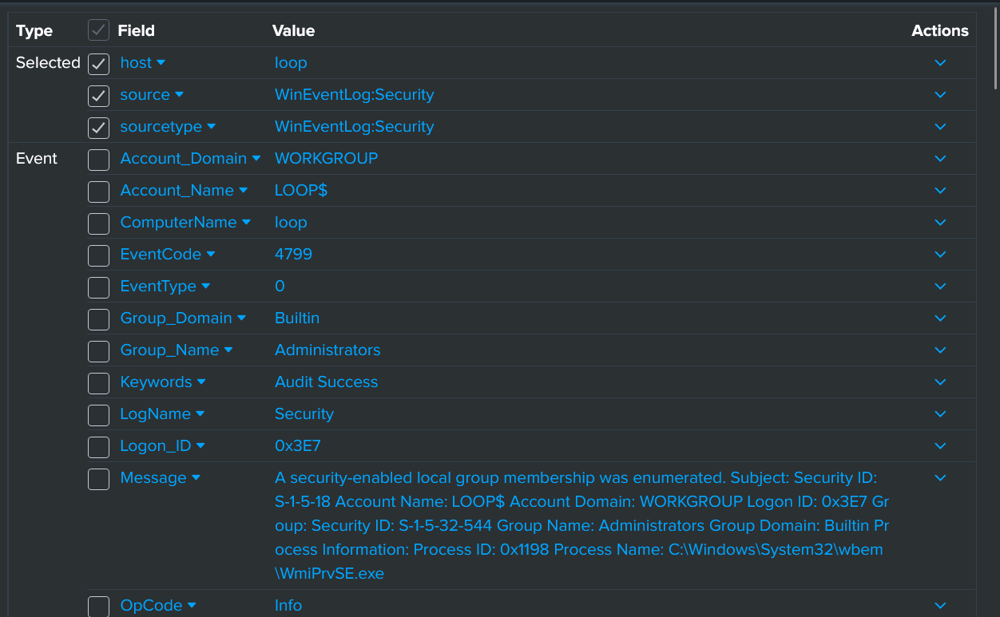 Type Field Value Actions
Selected host loop
source WinEventLog:Security
sourcetype WinEventLog:Security
Event Account_Domain WORKGROUP
Account_Name LOOP$
ComputerName loop
EventCode 4799
EventType 0
Group_Domain Builtin
Group_Name Administrators
Keywords Audit Success
LogName Security
Logon_ID 0x3E7
Message A security-enabled local group membership was enumerated. Subject: Security ID:
S-1-5-18 Account Name: LOOP$ Account Domain: WORKGROUP Logon ID: 0x3E7 Gr
oup: Security ID: S-1-5-32-544 Group Name: Administrators Group Domain: Builtin Pr
ocess Information: Process ID: 0x1198 Process Name: C:\Windows\System32\wbem
\WmiPrvSE.exe
OpCode Info